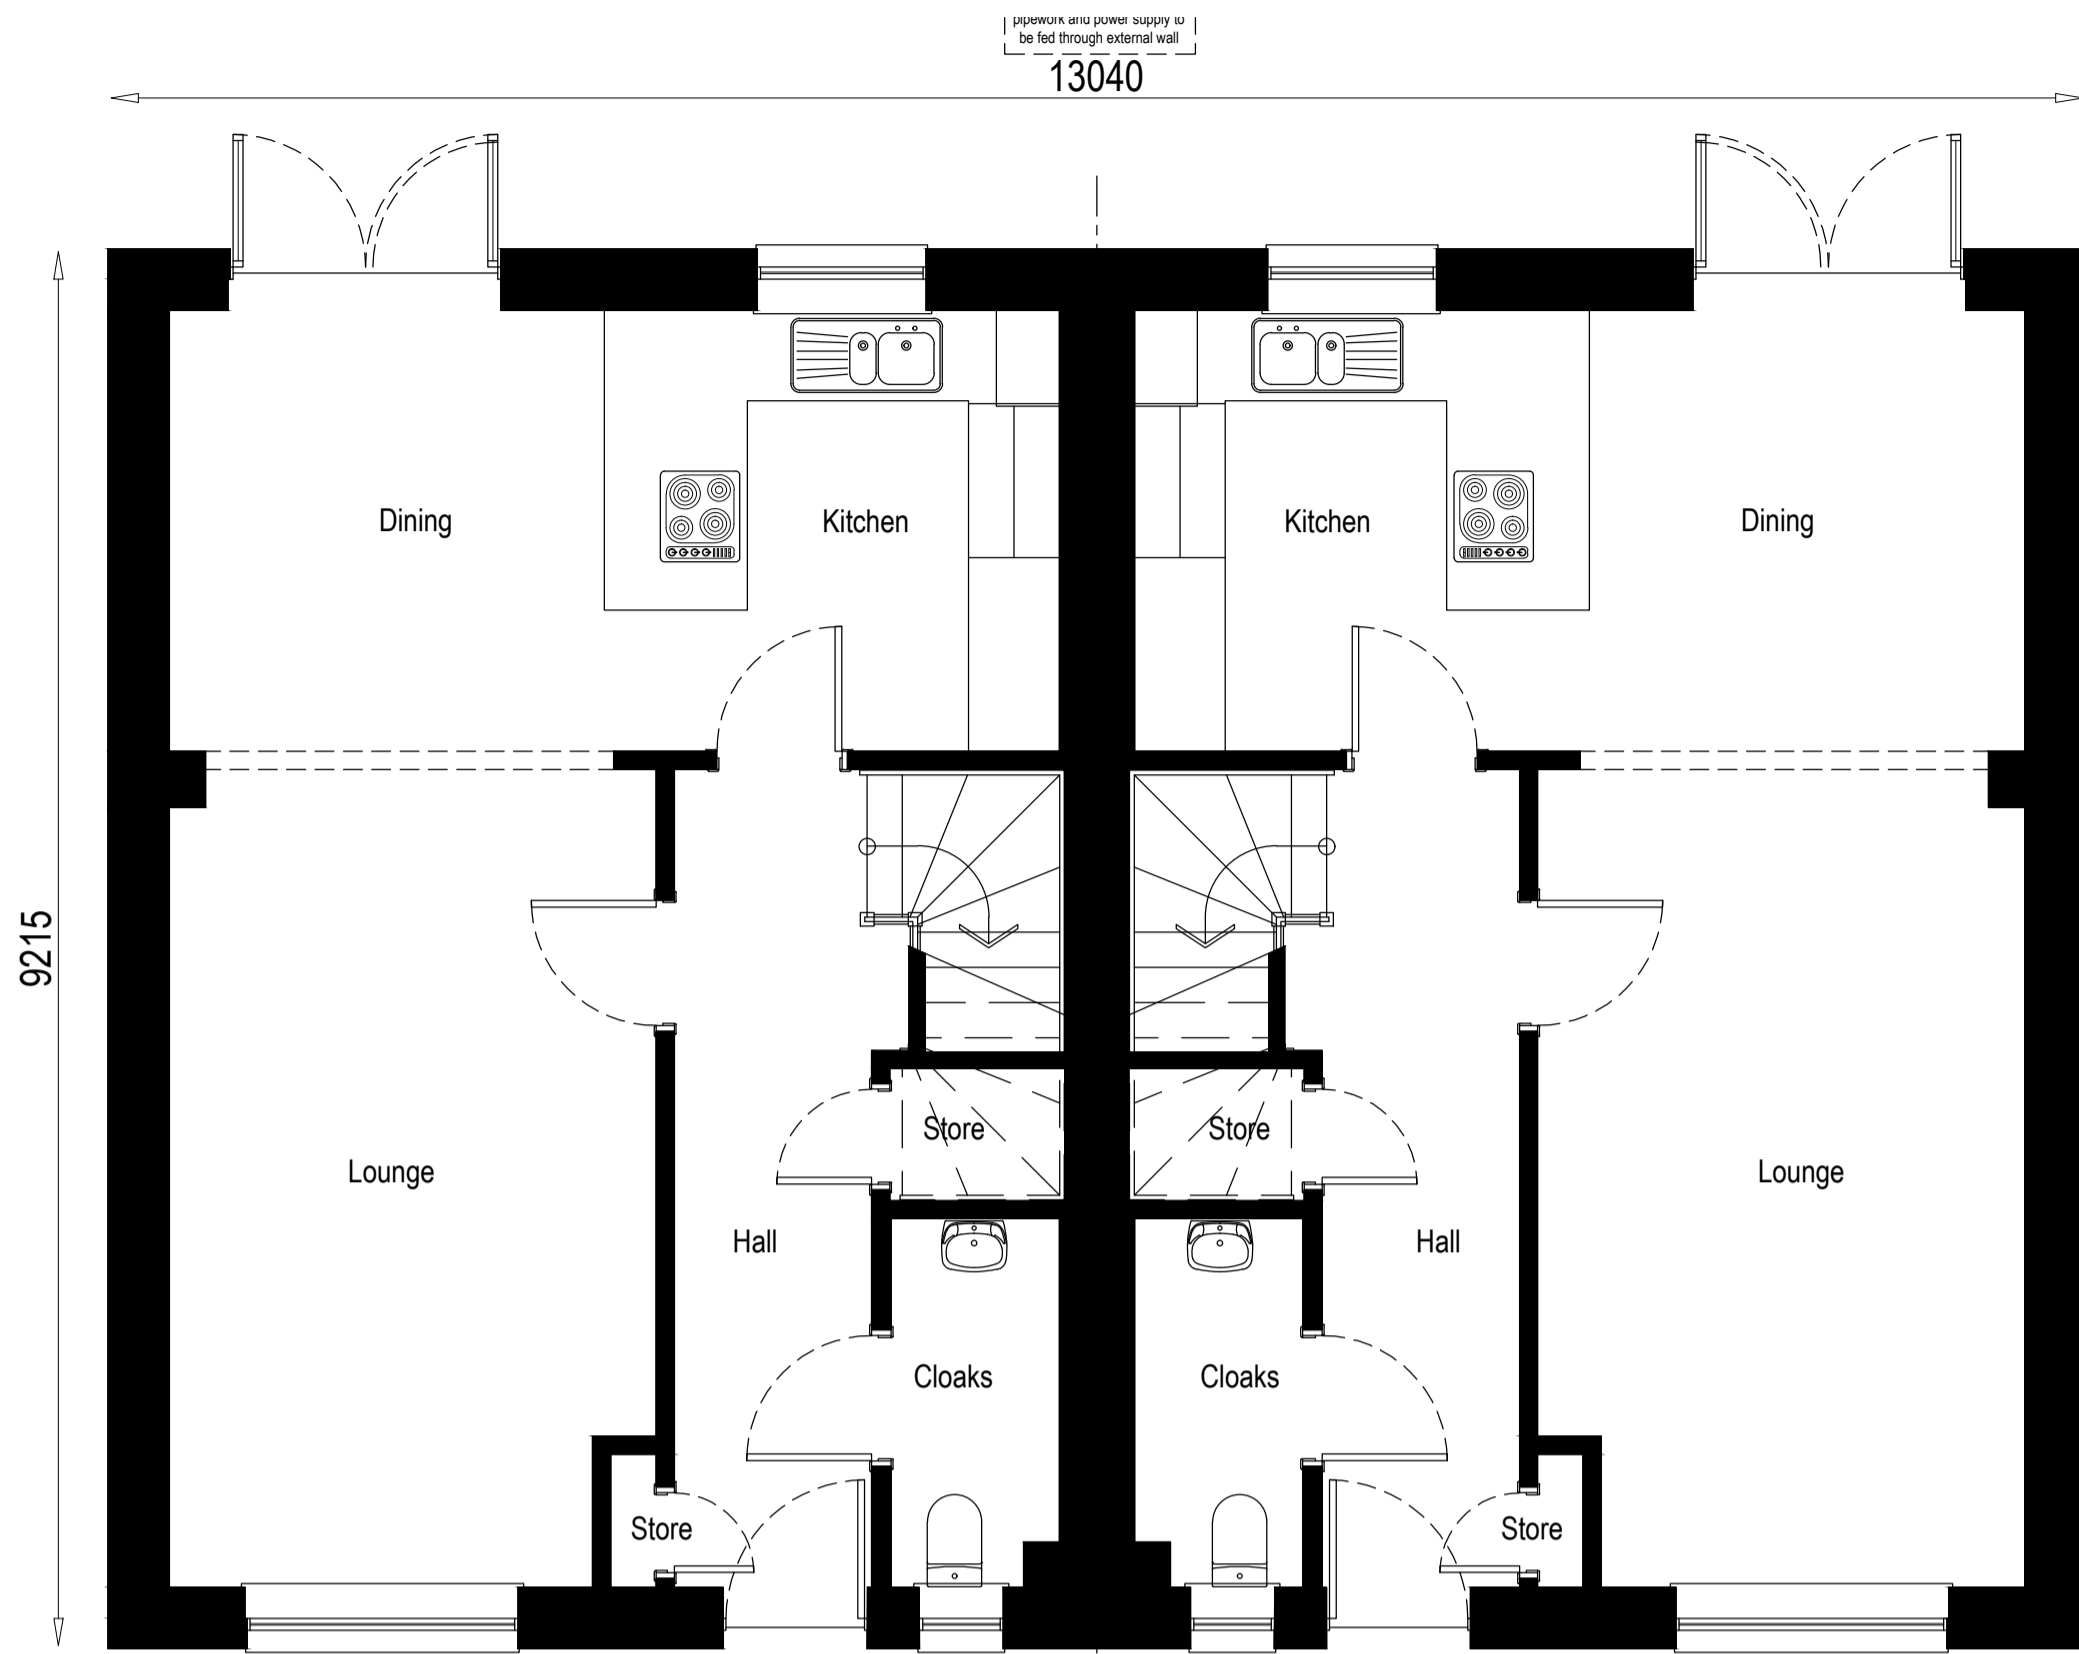 pipework and power supply to
be fed through external wall
13040
Dining
Kitchen
Kitchen
Dining
9215
Store
Store
Lounge
Lounge
Hall
Hall
Cloaks
Cloaks
Store
Store